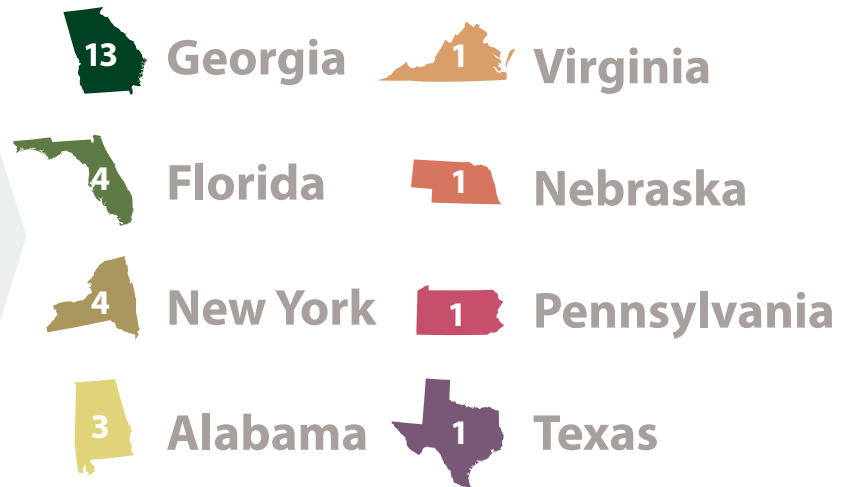 13 Georgia
4 Florida
4 New York
3 Alabama
1 Virginia
1 Nebraska
1 Pennsylvania
1 Texas